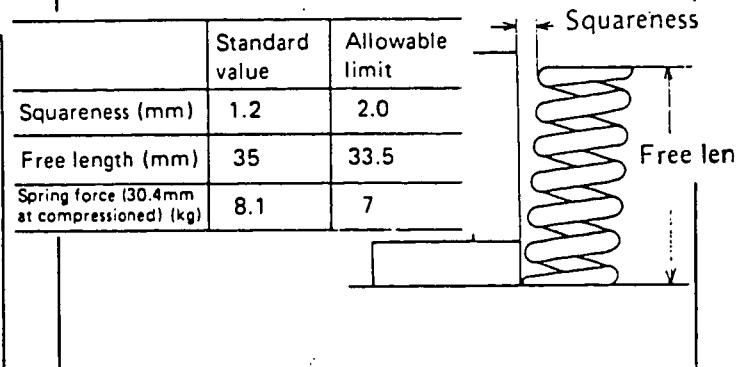 Squareness
Standard value
Allowable limit
Squareness (mm) 1.2 2.0
Free length (mm) 35 33.5
Spring force (30.4mm
at compressioned) (kg) 8.1 7
Free len